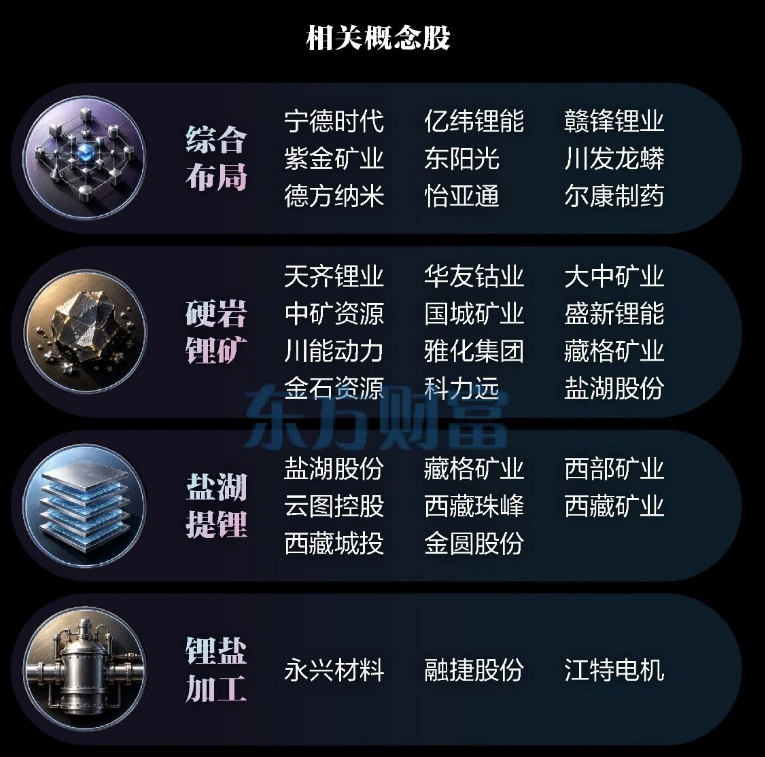 相关概念股
综合
布局
宁德时代 亿纬锂能 赣锋锂业
紫金矿业 东阳光 川发龙蟒
德方纳米 怡亚通 尔康制药
硬岩
锂矿
天齐锂业 华友钴业 大中矿业
中矿资源 国城矿业 盛新锂能
川能动力 雅化集团 藏格矿业
金石资源 科力远 盐湖股份
东方财富
盐湖
提锂
盐湖股份 藏格矿业 西部矿业
云图控股 西藏珠峰 西藏矿业
西藏城投 金圆股份
锂盐
加工
永兴材料 融捷股份 江特电机